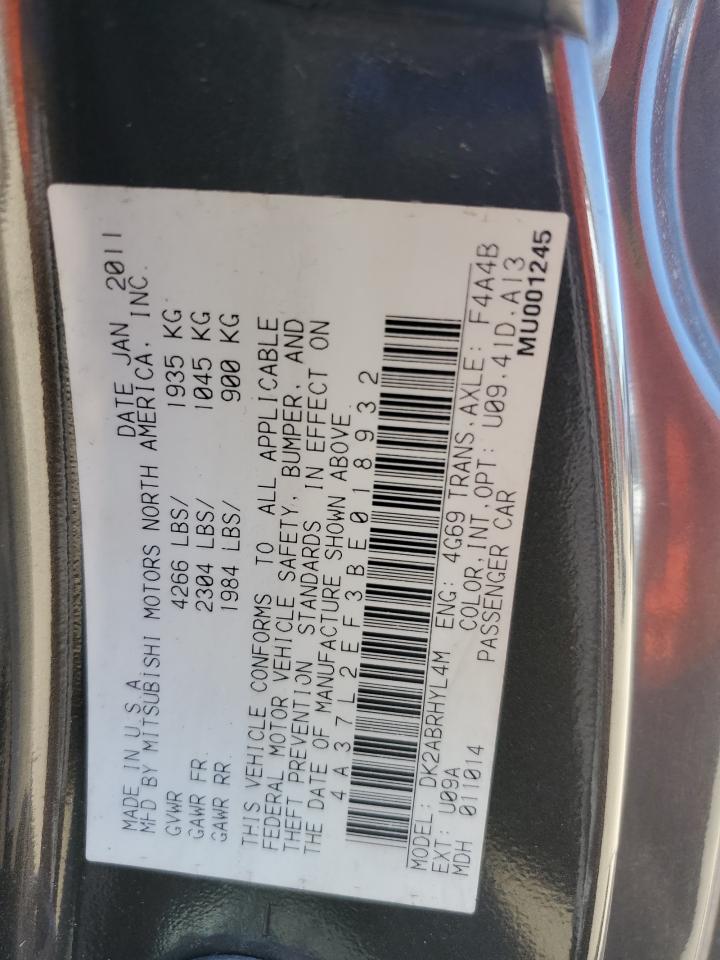 MADE IN U.S.A DATE JAN 2011
MFD BY MITSUBISHI MOTORS NORTH AMERICA, INC.
GVWR 4266 LBS/ 1935 KG
GAWR FR. 2304 LBS/ 1045 KG
GAWR RR. 1984 LBS/ 900 KG
THIS VEHICLE CONFORMS TO ALL APPLICABLE
FEDERAL MOTOR VEHICLE SAFETY, BUMPER, AND
THEFT PREVENTION STANDARDS IN EFFECT ON
THE DATE OF MANUFACTURE SHOWN ABOVE.
4A37L2EF3BE018932
MODEL: DK2ABRHYL4M ENG: 4G69 TRANS,AXLE: F4A4B
EXT: U09A COLOR,INT,OPT: U09.41D.A13
MDH 011014 PASSENGER CAR MU001245